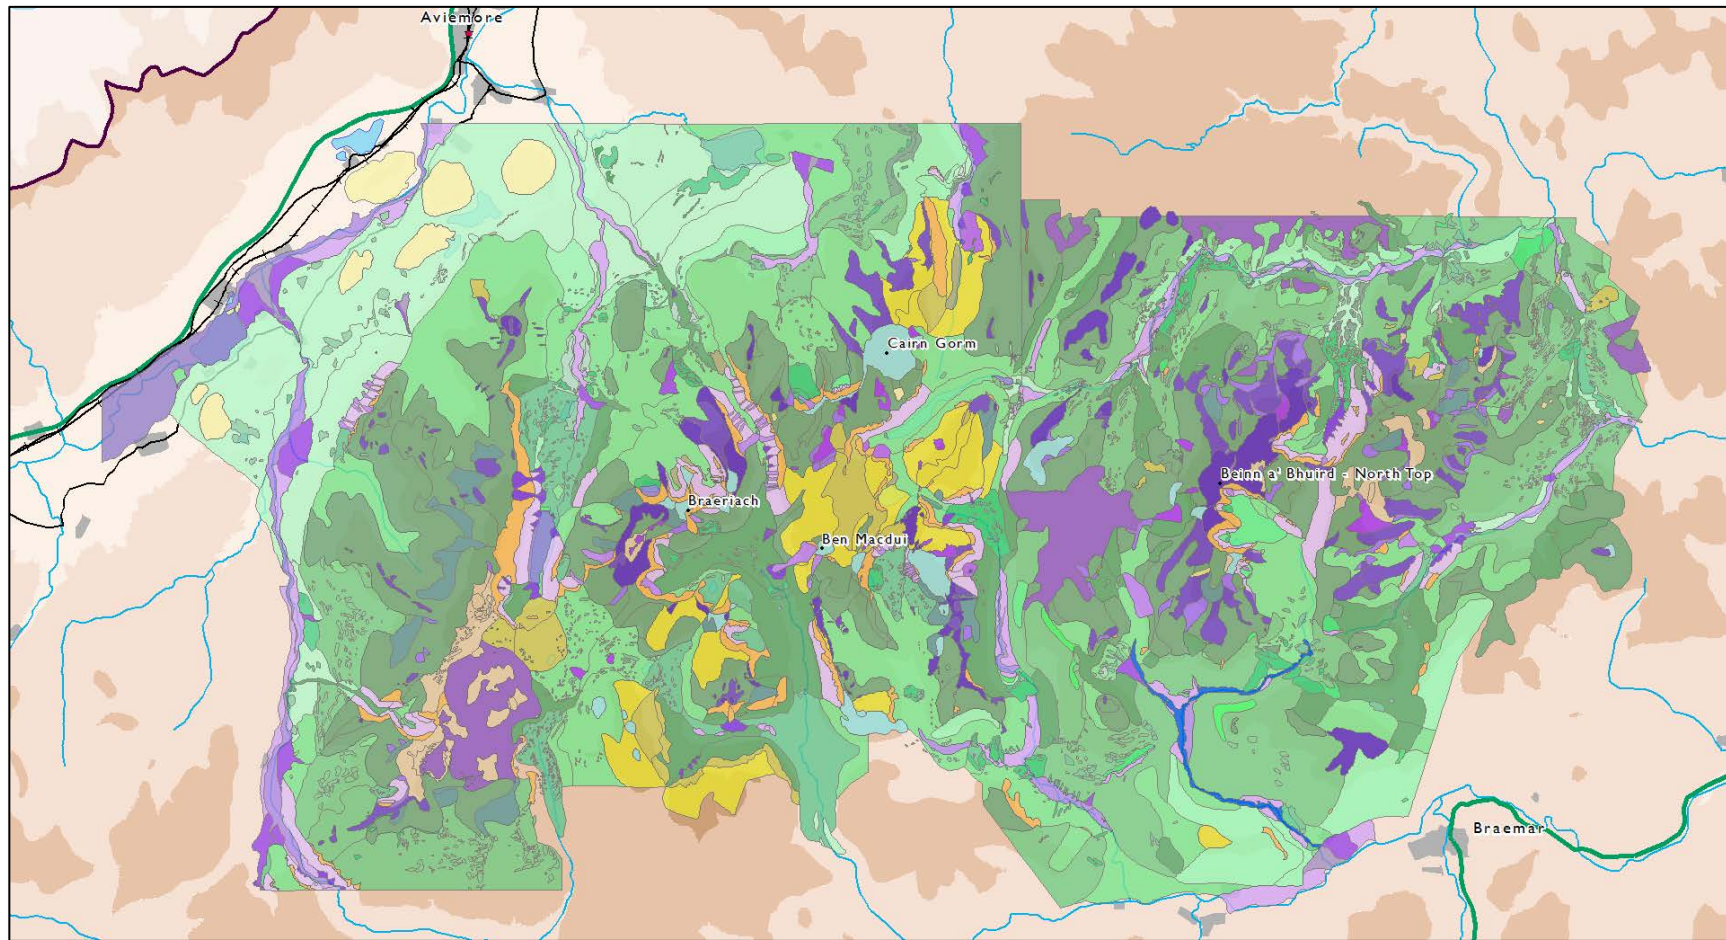 Aviemore
Cairn Gorm
Beinn a' Bhuird - North Top
Braeriach
Ben Macdui
Braemar